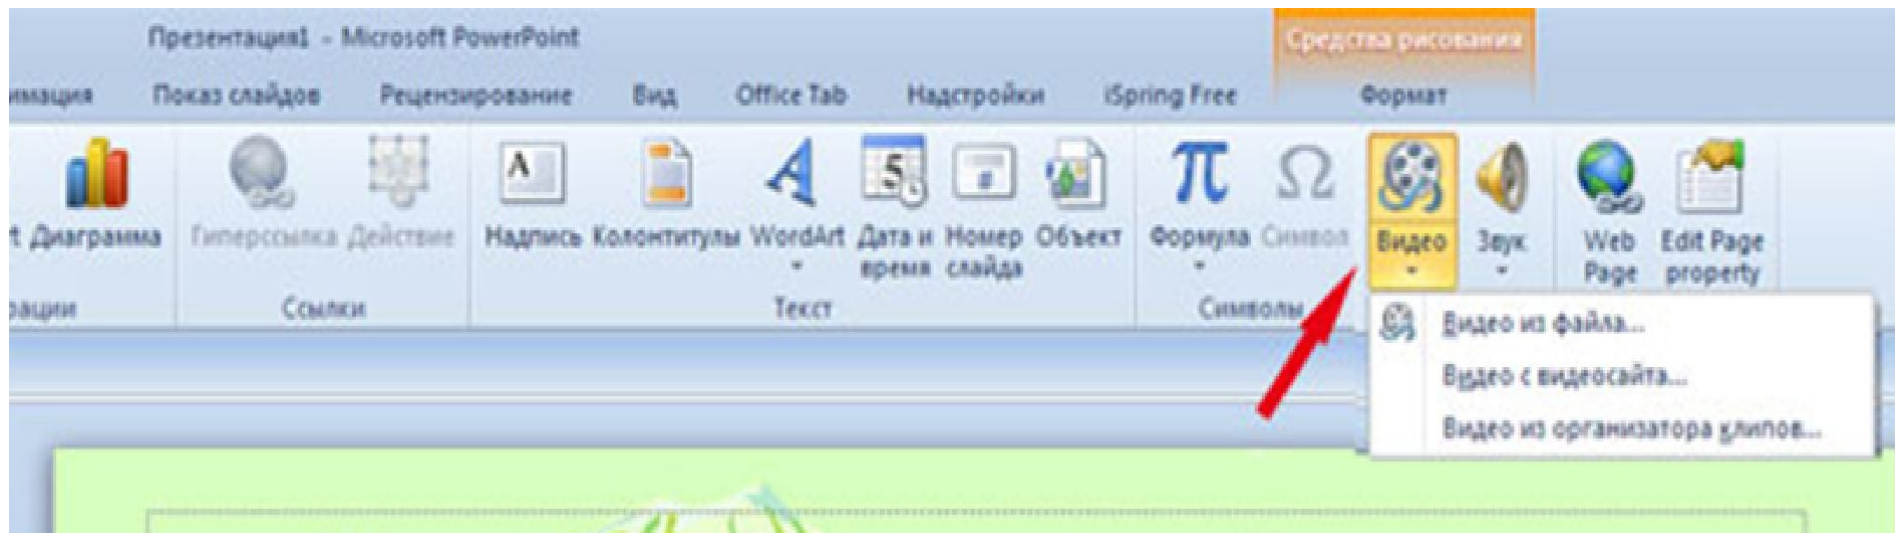 Презентация1 - Microsoft PowerPoint
Средства рисования
имация Показ слайдов Рецензирование Вид Office Tab Надстройки iSpring Free Формат
t Диаграмма Гиперссылка Действие Надпись Колонтитулы WordArt Дата и время Номер слайда Объект Формула Символ Видео Звук Web Page Edit Page property
рации Ссылки Текст Символы
Видео из файла...
Видео с видеосайта...
Видео из организатора клипов...